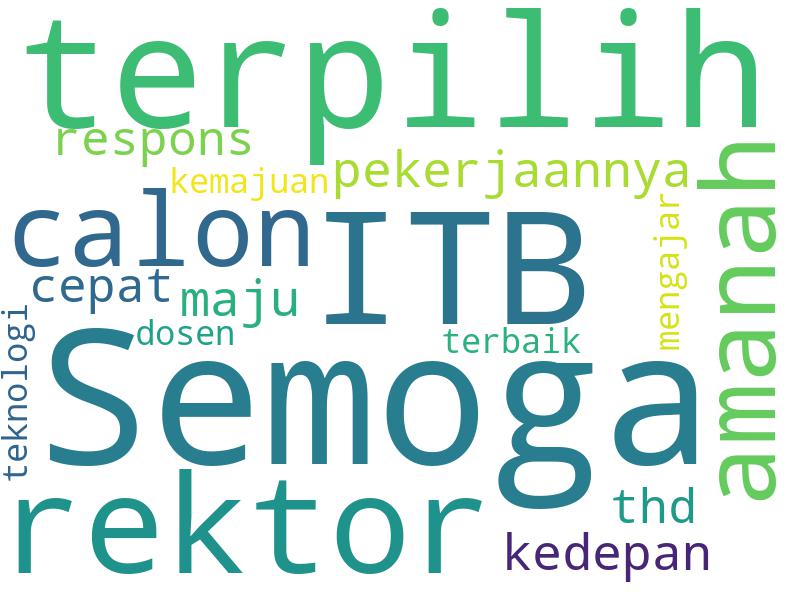 terpilih
respons
kemajuan
pekerjaannya
amanah
calon
ITB
mengajar
cepat
maju
dosen
terbaik
teknologi
Semoga
rektor
thd
kedepan